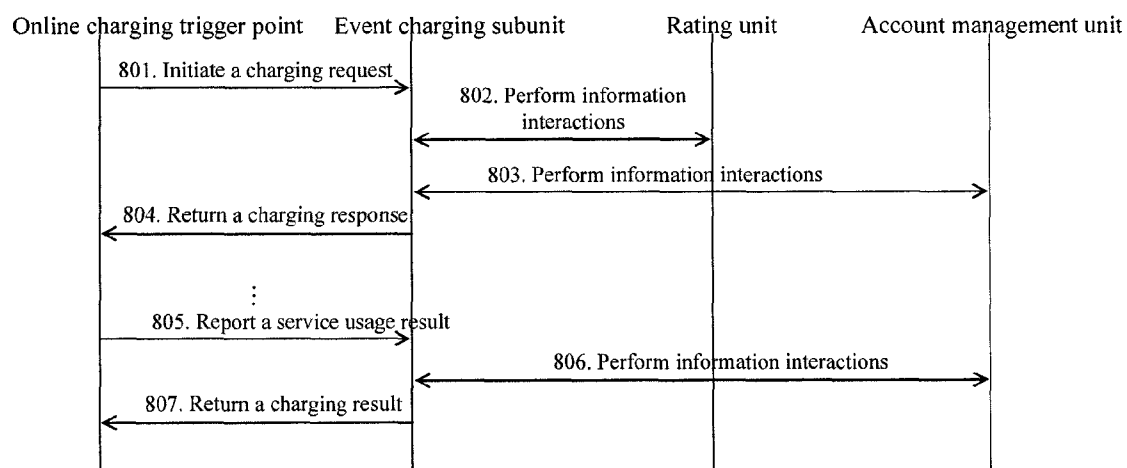 Online charging trigger point
Event charging subunit
Rating unit
Account management unit
801. Initiate a charging request
802. Perform information
interactions
803. Perform information interactions
804. Return a charging response
805. Report a service usage result
806. Perform information interactions
807. Return a charging result